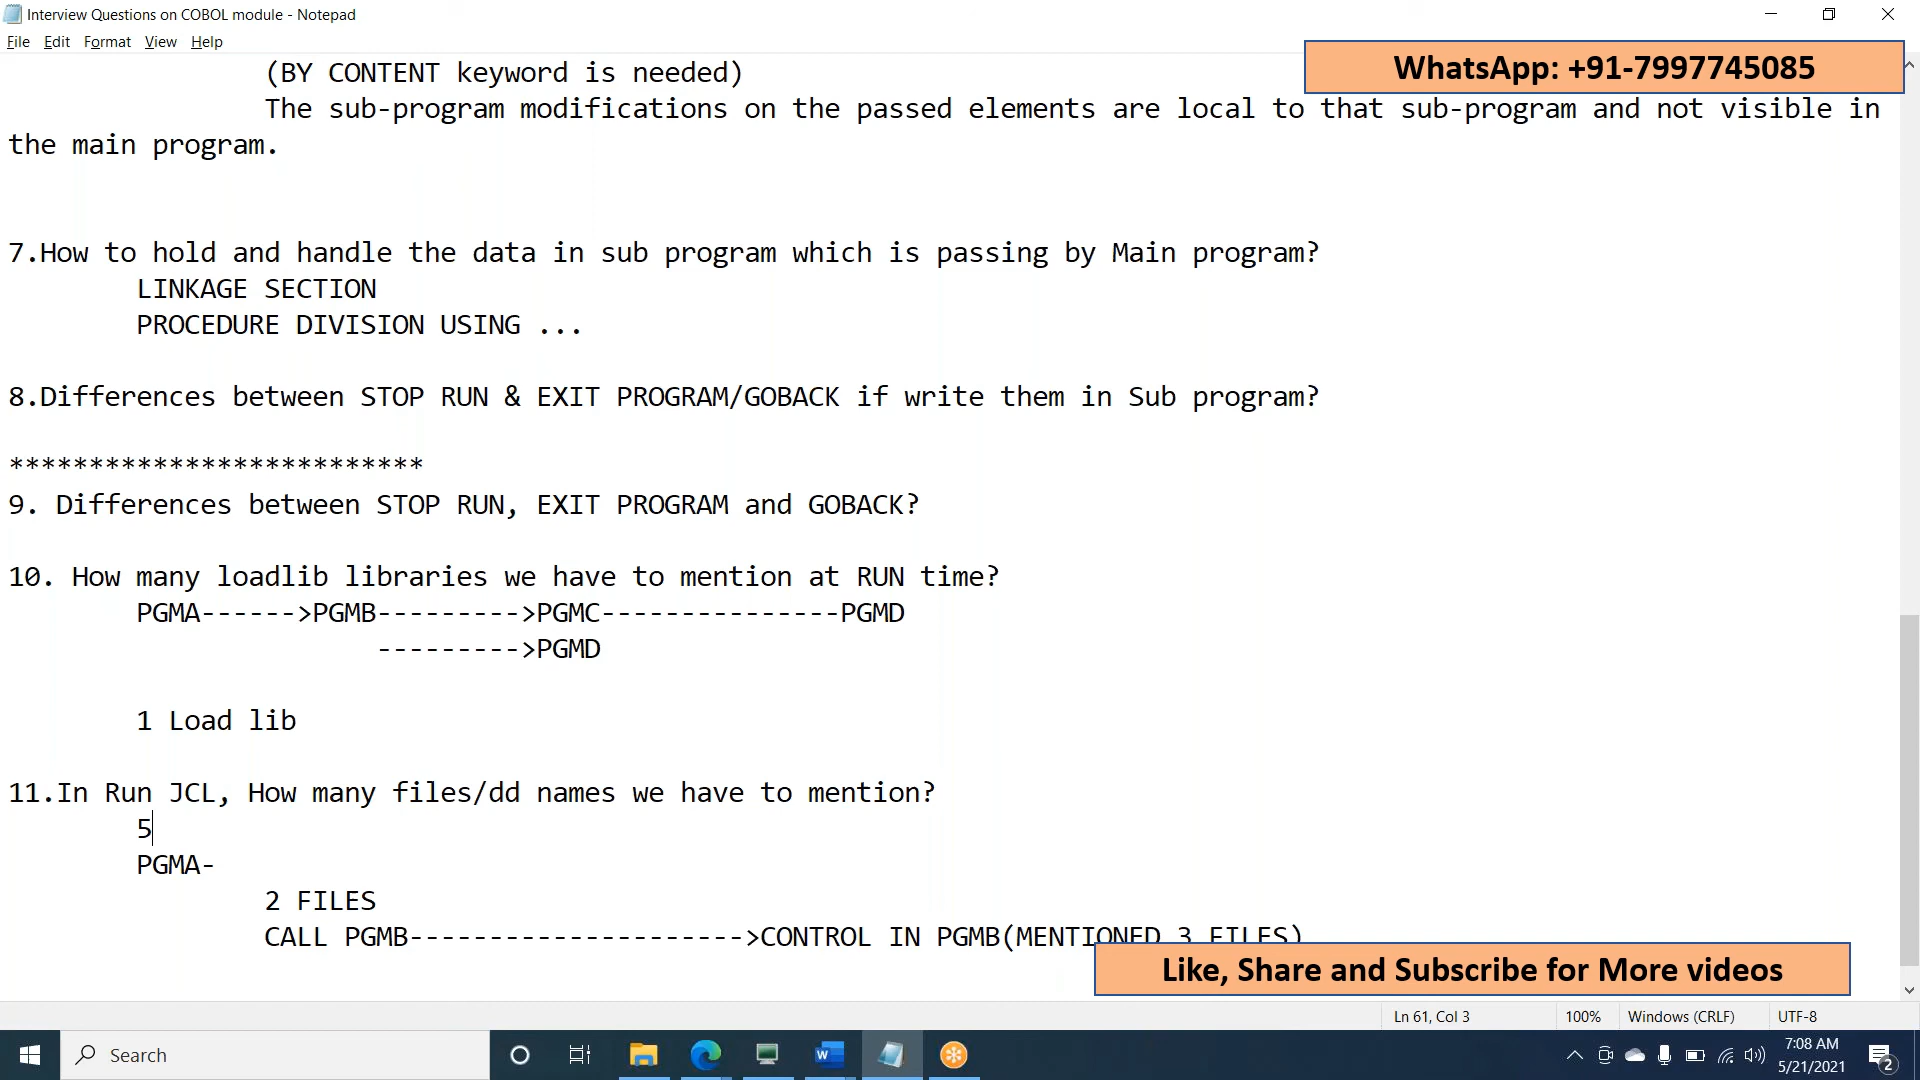 Interview Questions on COBOL module - Notepad
File Edit Format View Help
WhatsApp: +91-7997745085
(BY CONTENT keyword is needed)
The sub-program modifications on the passed elements are local to that sub-program and not visible in
the main program.
7.How to hold and handle the data in sub program which is passing by Main program?
LINKAGE SECTION
PROCEDURE DIVISION USING ...
8.Differences between STOP RUN & EXIT PROGRAM/GOBACK if write them in Sub program?
**************************
9. Differences between STOP RUN, EXIT PROGRAM and GOBACK?
10. How many loadlib libraries we have to mention at RUN time?
PGMA------>PGMB--------->PGMC---------------PGMD
--------->PGMD
1 Load lib
11.In Run JCL, How many files/dd names we have to mention?
5
PGMA-
2 FILES
CALL PGMB--------------------->CONTROL IN PGMB(MENTIONED 3 FILES)
Like, Share and Subscribe for More videos
Ln 61, Col 3 100% Windows (CRLF) UTF-8
Search
7:08 AM
5/21/2021
2